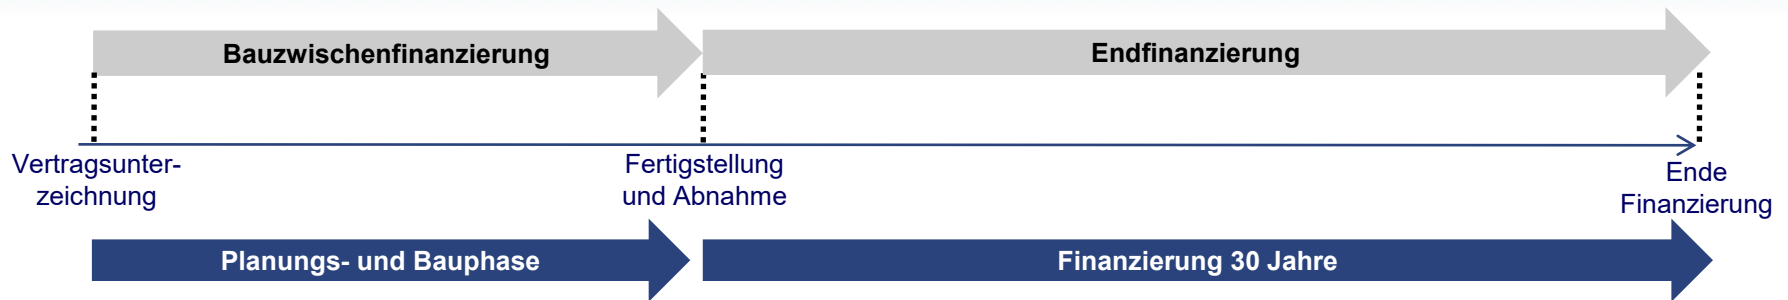 Bauzwischenfinanzierung
Endfinanzierung
Vertragsunter-
zeichnung
Fertigstellung
und Abnahme
Ende
Finanzierung
Planungs- und Bauphase
Finanzierung 30 Jahre